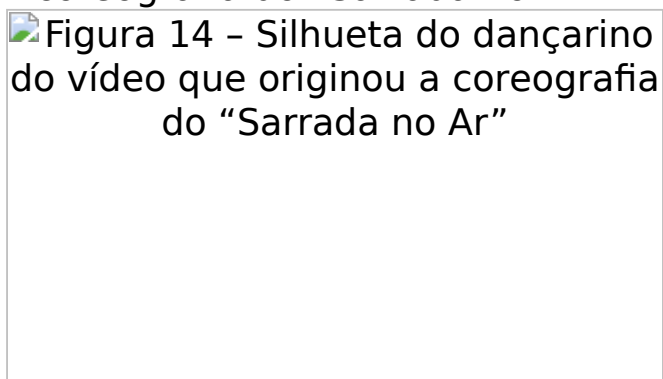 Figura 14 – Silhueta do dançarino
do vídeo que originou a coreografia
do “Sarrada no Ar”